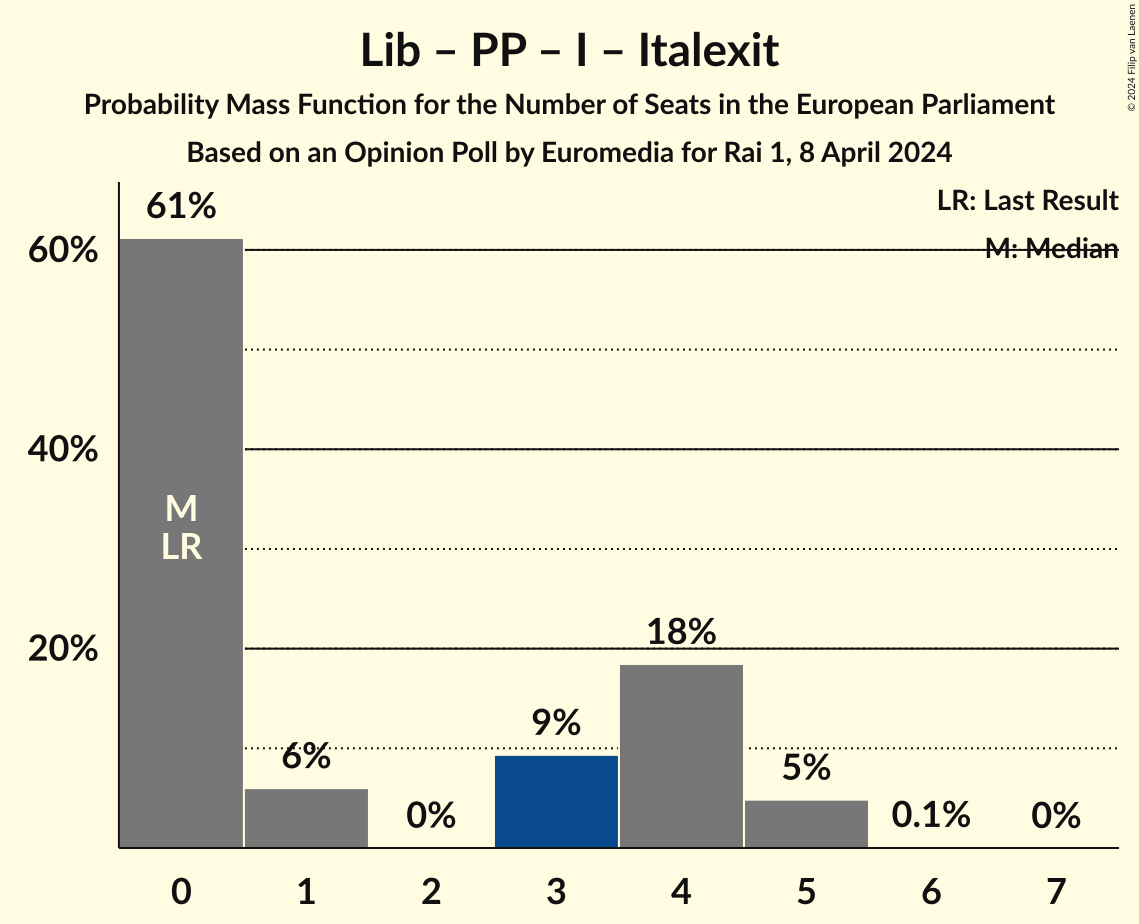 Lib – PP – I – Italexit
Probability Mass Function for the Number of Seats in the European Parliament
Based on an Opinion Poll by Euromedia for Rai 1, 8 April 2024
© 2024 Filip van Laenen
LR: Last Result
M: Median
61%
60%
40%
20%
M
LR
6%
0%
9%
18%
5%
0.1%
0%
0 1 2 3 4 5 6 7